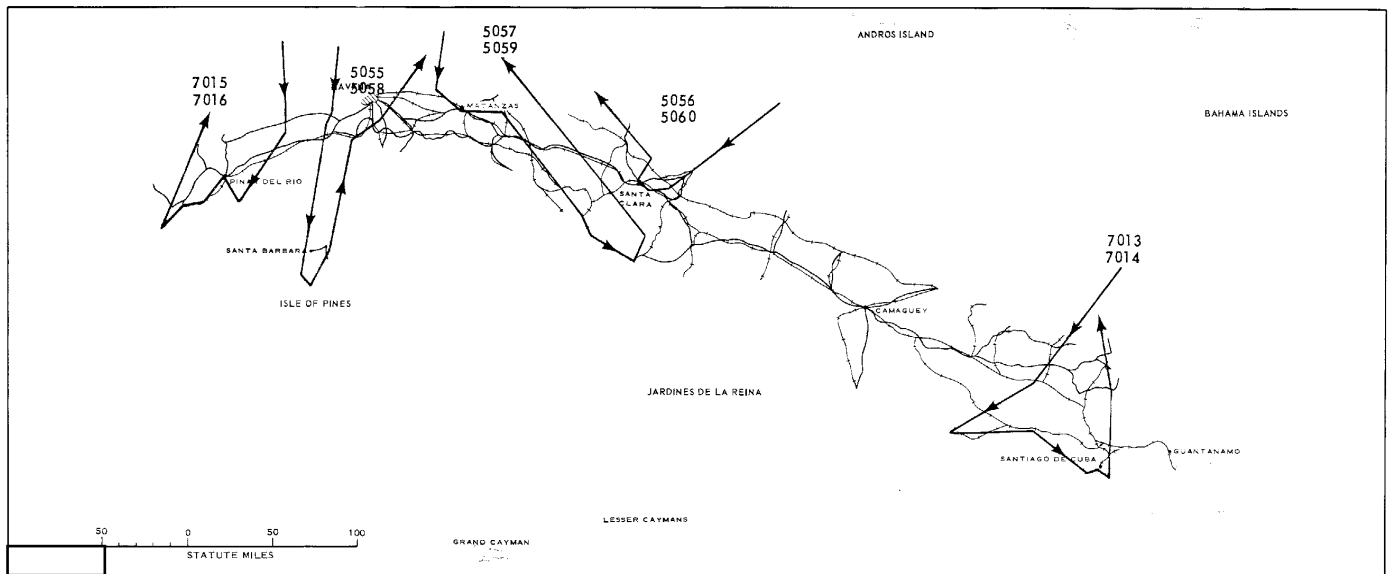 ANDROS ISLAND
5057
5059
5055
5058
7015
7016
MATANZAS
5056
5060
BAHAMA ISLANDS
PINAR DEL RIO
SANTA
CLARA
SANTA BARBARA
7013
7014
ISLE OF PINES
CAMAGUEY
JARDINES DE LA REINA
SANTIAGO DE CUBA
GUANTANAMO
LESSER CAYMANS
50 0 50 100
STATUTE MILES
GRAND CAYMAN